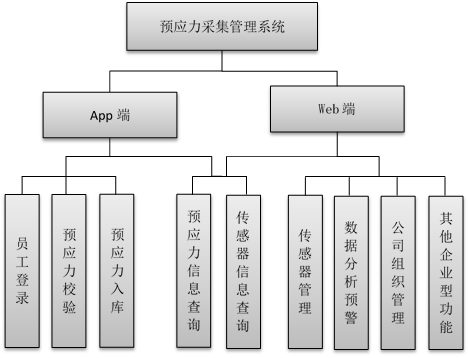 预应力采集管理系统
App 端
Web 端
员工登录
预应力校验
预应力入库
预应力信息查询
传感器信息查询
传感器管理
数据分析预警
公司组织管理
其他企业型功能